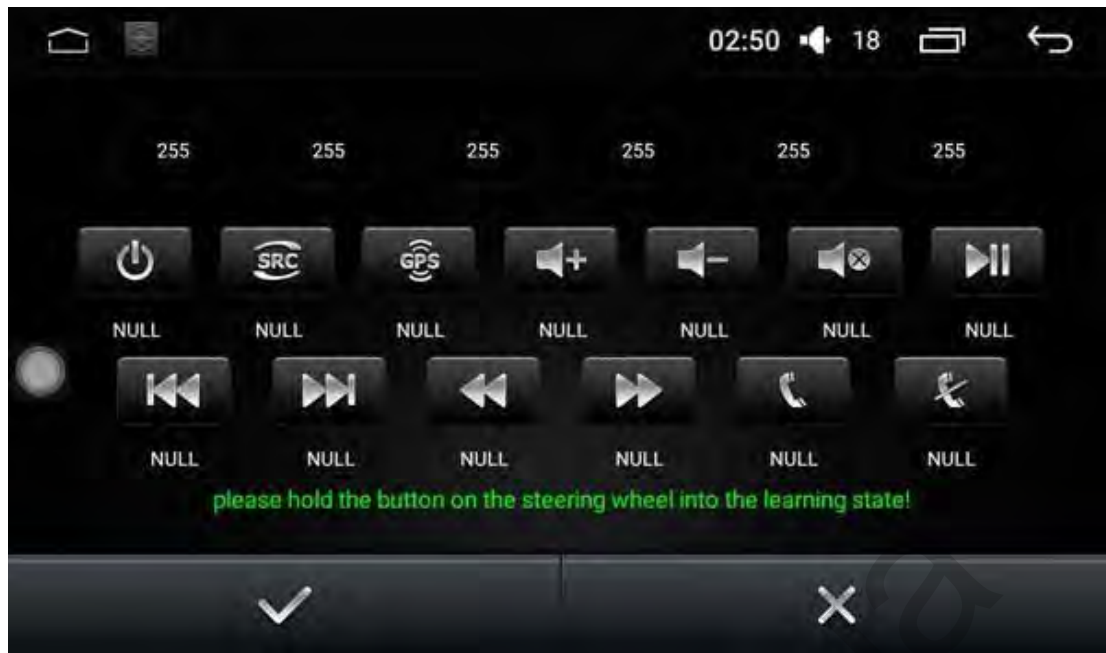 02:50 18
255 255 255 255 255 255
SRC GPS
NULL NULL NULL NULL NULL NULL NULL
NULL NULL NULL NULL NULL NULL
please hold the button on the steering wheel into the learning state!